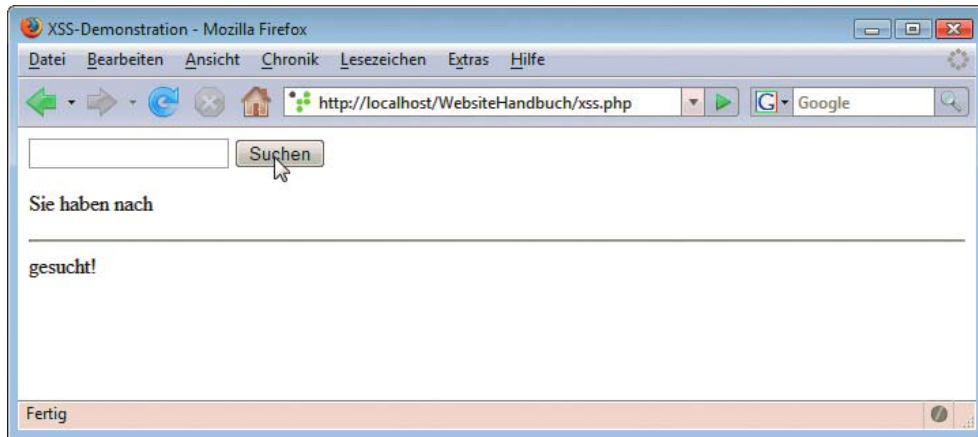 XSS-Demonstration - Mozilla Firefox
Datei Bearbeiten Ansicht Chronik Lesezeichen Extras Hilfe
http://localhost/WebsiteHandbuch/xss.php G Google
Suchen
Sie haben nach
gesucht!
Fertig